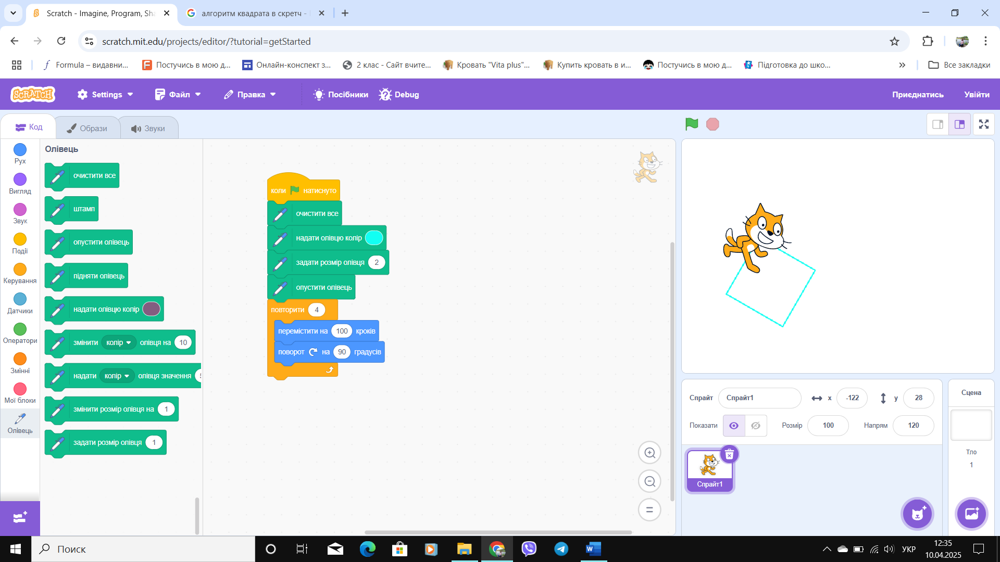 Scratch - Imagine, Program, Sha
алгоритм квадрата в скретч -
scratch.mit.edu/projects/editor/?tutorial=getStarted
Formula – видавни...
Постучись в мою д...
Онлайн-конспект з...
2 клас - Сайт вчите...
Кровать "Vita plus"...
Купить кровать в и...
Постучись в мою д...
Підготовка до шко...
Все закладки
SCRATCH
Settings
Файл
Правка
Посібники
Debug
Приєднатись
Увійти
Код
Образи
Звуки
Рух
Вигляд
Звук
Події
Керування
Датчики
Оператори
Змінні
Мої блоки
Олівець
Олівець
очистити все
штамп
опустити олівець
підняти олівець
надати олівцю колір
змінити колір олівця на 10
надати колір олівця значення
змінити розмір олівця на 1
задати розмір олівця 1
коли натиснуто
очистити все
надати олівцю колір
задати розмір олівця 2
опустити олівець
повторити 4
перемістити на 100 кроків
поворот на 90 градусів
Спрайт Спрайт1 x -122 y 28
Показати Розмір 100 Напрям 120
Спрайт1
Сцена
Тло
1
Поиск
W
УКР
12:35
10.04.2025